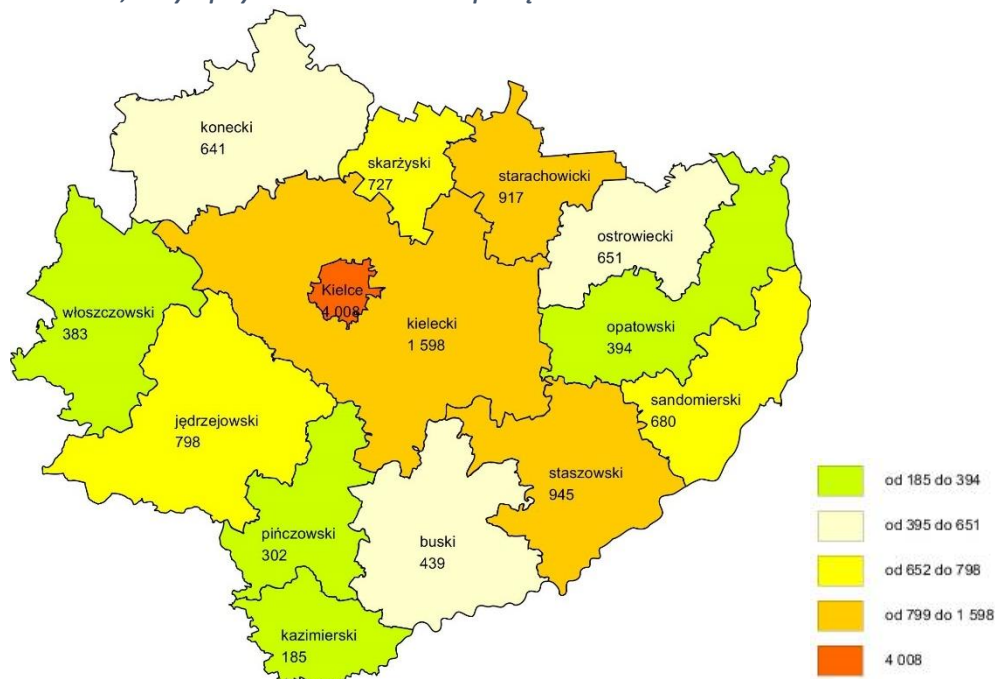 konecki
641
skarżyski
727
starachowicki
917
ostrowiecki
651
Kielce
4 008
włoszczowski
383
kielecki
1 598
opatowski
394
sandomierski
680
jędrzejowski
798
staszowski
945
pińczowski
302
buski
439
kazimierski
185
od 185 do 394
od 395 do 651
od 652 do 798
od 799 do 1 598
4 008